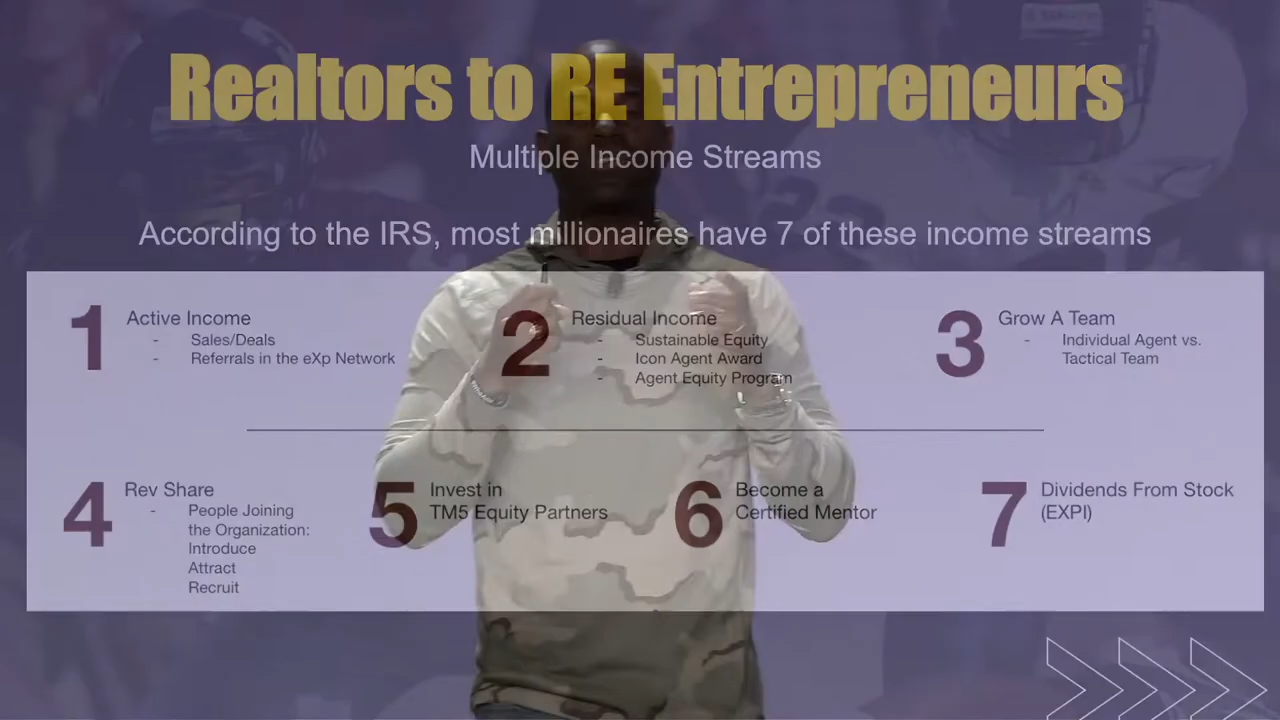 Realtors to RE Entrepreneurs
Multiple Income Streams
According to the IRS, most millionaires have 7 of these income streams
1 Active Income
- Sales/Deals
- Referrals in the eXp Network
2 Residual Income
- Sustainable Equity
- Icon Agent Award
- Agent Equity Program
3 Grow A Team
- Individual Agent vs.
Tactical Team
4 Rev Share
- People Joining
the Organization:
Introduce
Attract
Recruit
5 Invest in
TM5 Equity Partners
6 Become a
Certified Mentor
7 Dividends From Stock
(EXPI)